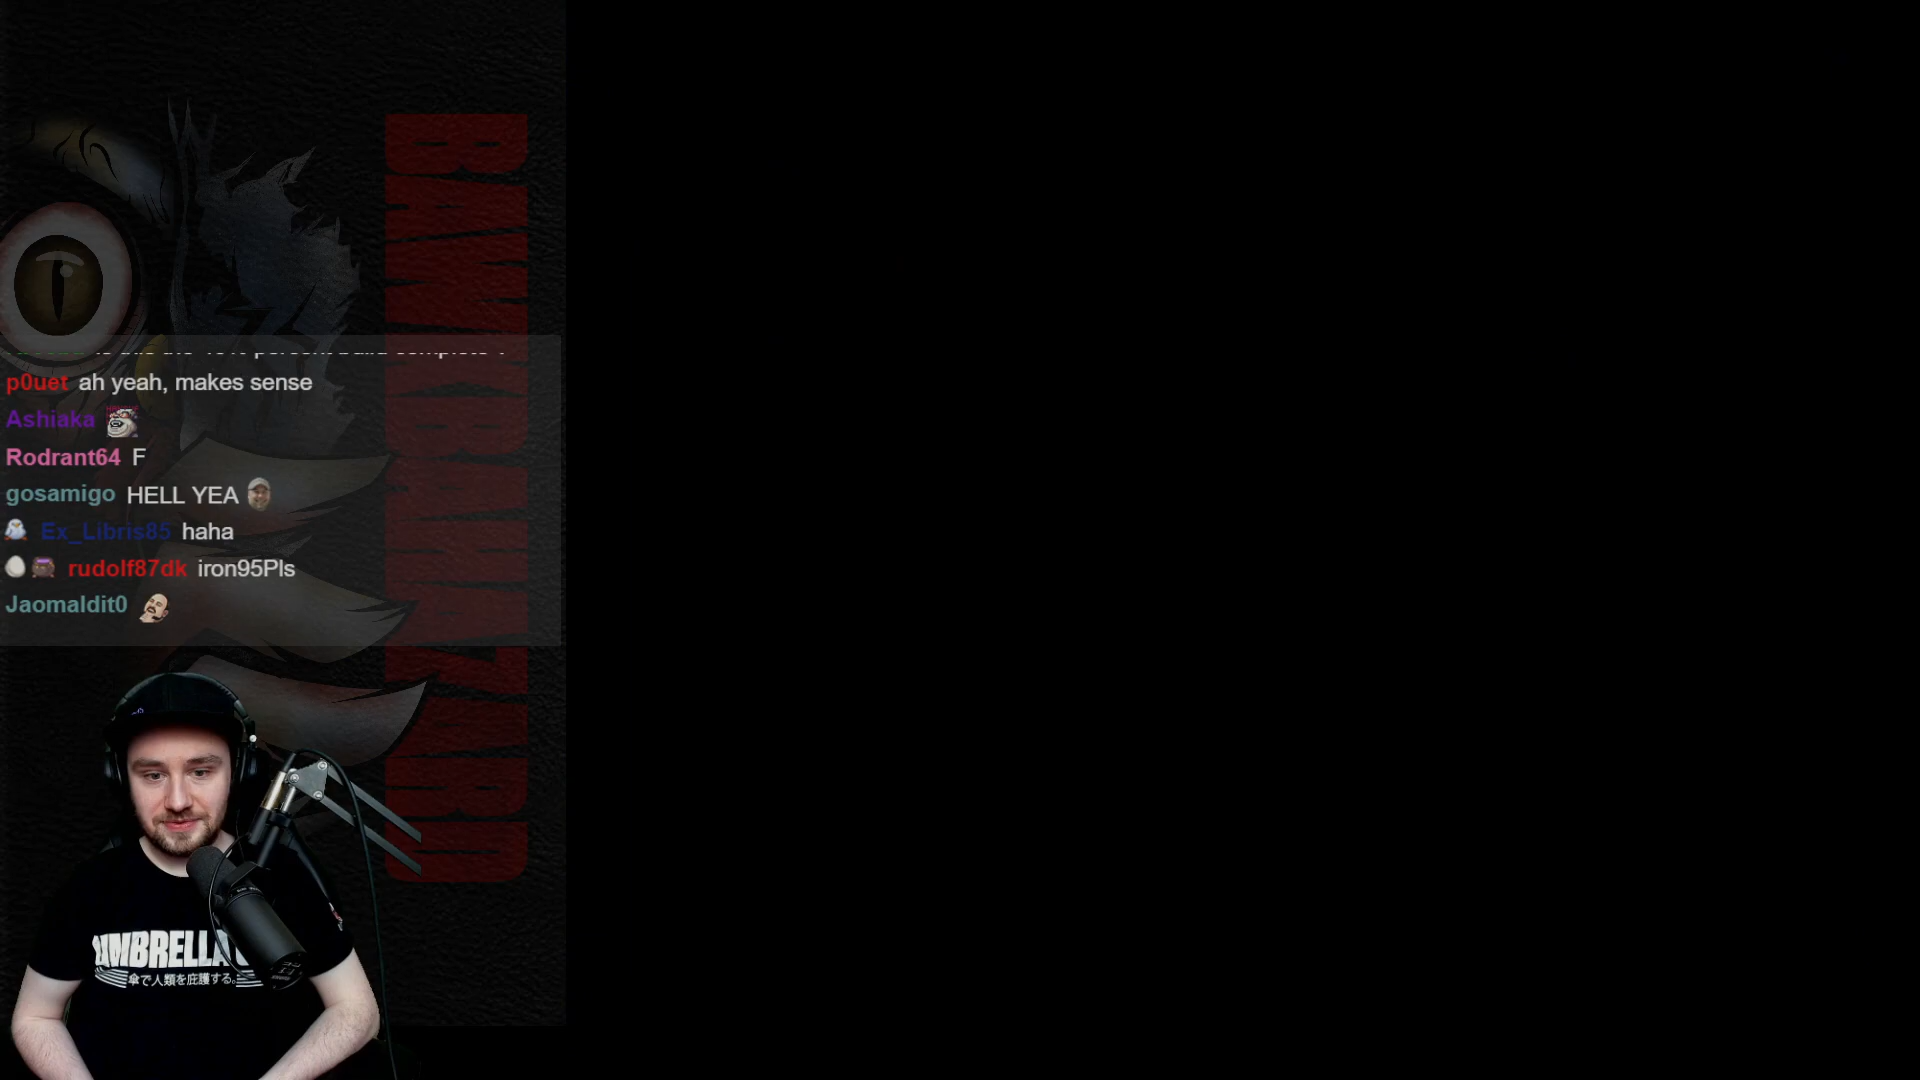 BAWKBAWAZARD
p0uet ah yeah, makes sense
Ashiaka
Rodrant64 F
gosamigo HELL YEA
Ex_Libris85 haha
rudolf87dk iron95Pls
Jaomaldit0
UMBRELLA
傘で人類を庇護する。